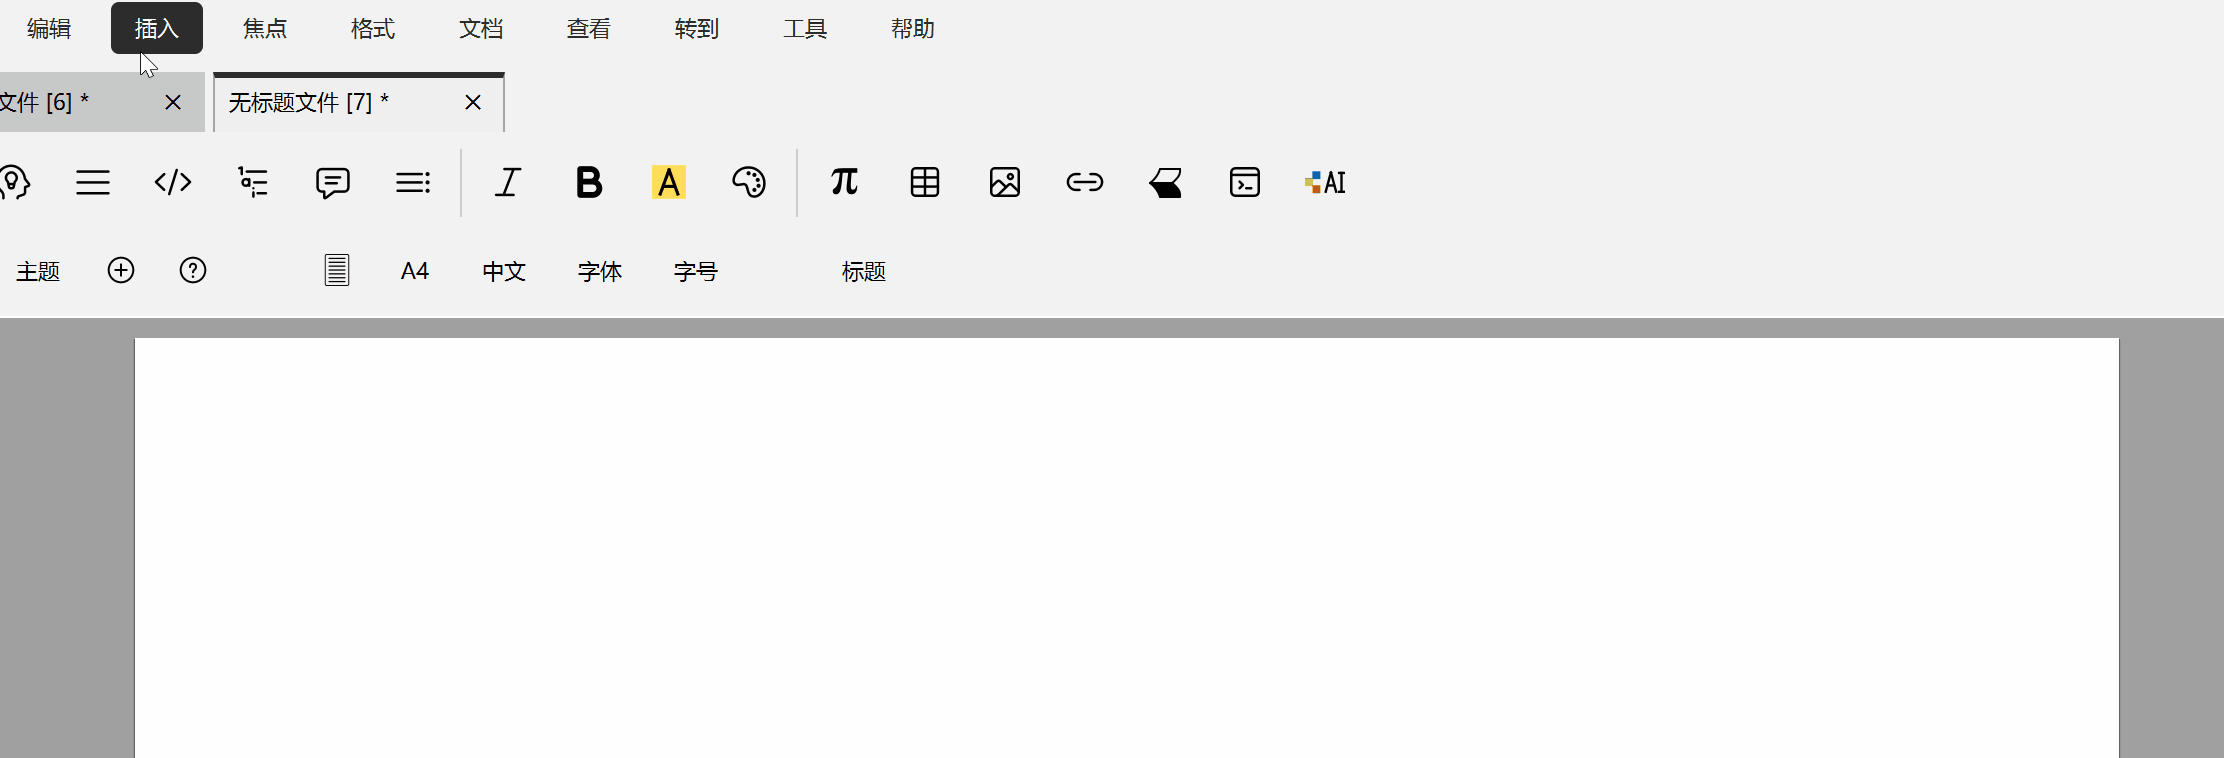 编辑 插入 焦点 格式 文档 查看 转到 工具 帮助
文件 [6] * 无标题文件 [7] *
B A π AI
主题 A4 中文 字体 字号 标题